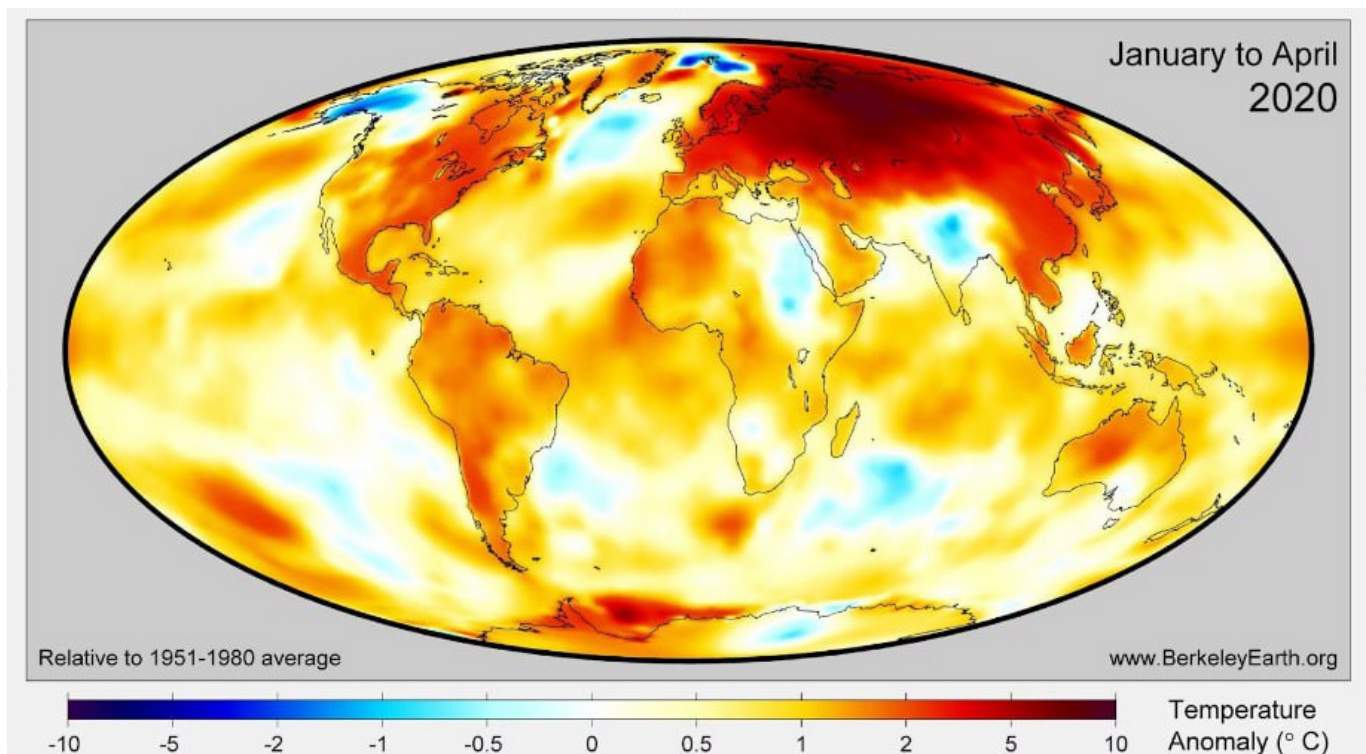 January to April
2020
Relative to 1951-1980 average
www.BerkeleyEarth.org
-10 -5 -2 -1 -0.5 0 0.5 1 2 5 10
Temperature
Anomaly (° C)